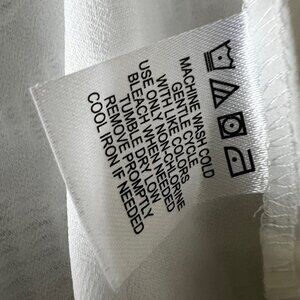 MACHINE WASH COLD
GENTLE CYCLE
WITH LIKE COLORS
USE ONLY NON-CHLORINE
BLEACH WHEN NEEDED
TUMBLE DRY LOW
REMOVE PROMPTLY
COOL IRON IF NEEDED